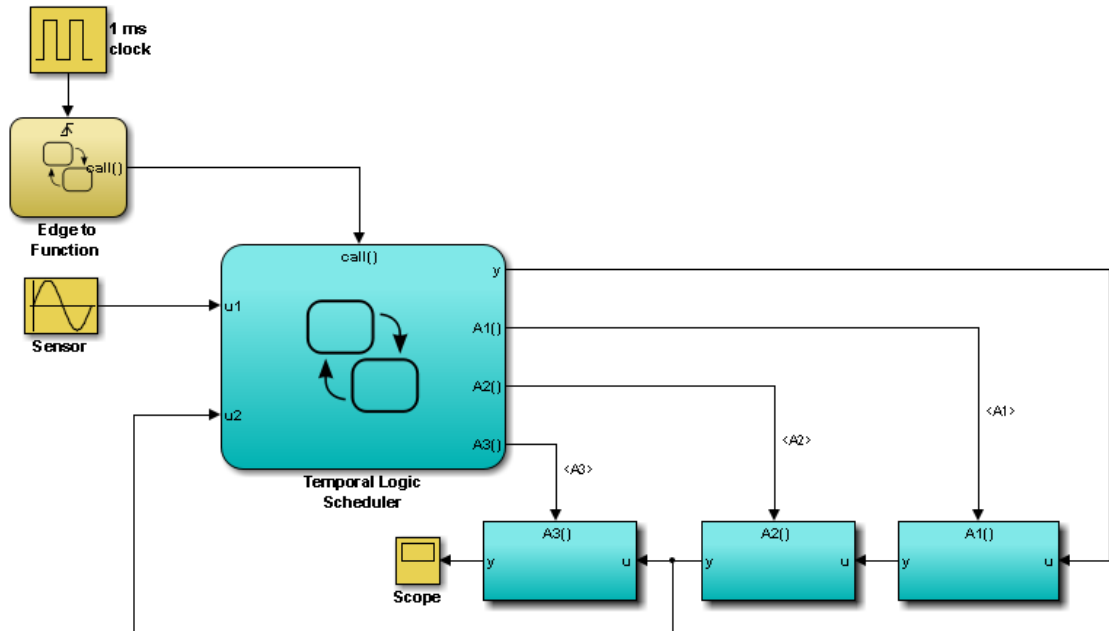 1 ms
clock
call()
Edge to
Function
call()
y
u1
Sensor
A1()
A2()
u2
<A1>
<A2>
A3()
<A3>
Temporal Logic
Scheduler
A3()
A2()
A1()
y
u
y
y
u
u
Scope